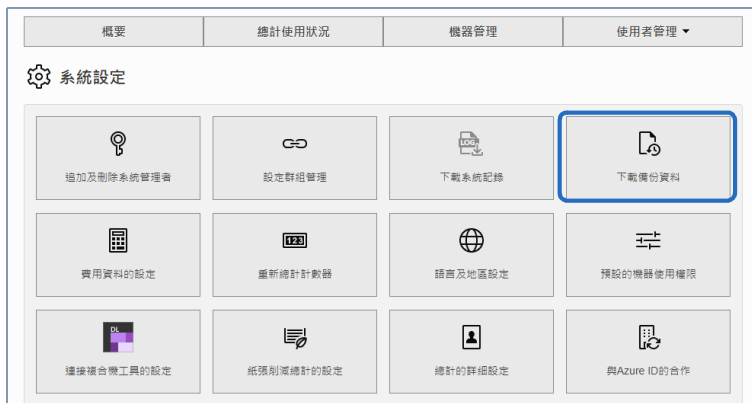 概要
總計使用狀況
機器管理
使用者管理
系統設定
追加及刪除系統管理者
設定群組管理
LOG
下載系統記錄
下載備份資料
費用資料的設定
123
重新總計計數器
語言及地區設定
預設的機器使用權限
DL
連接複合機工具的設定
紙張削減總計的設定
總計的詳細設定
與Azure ID的合作